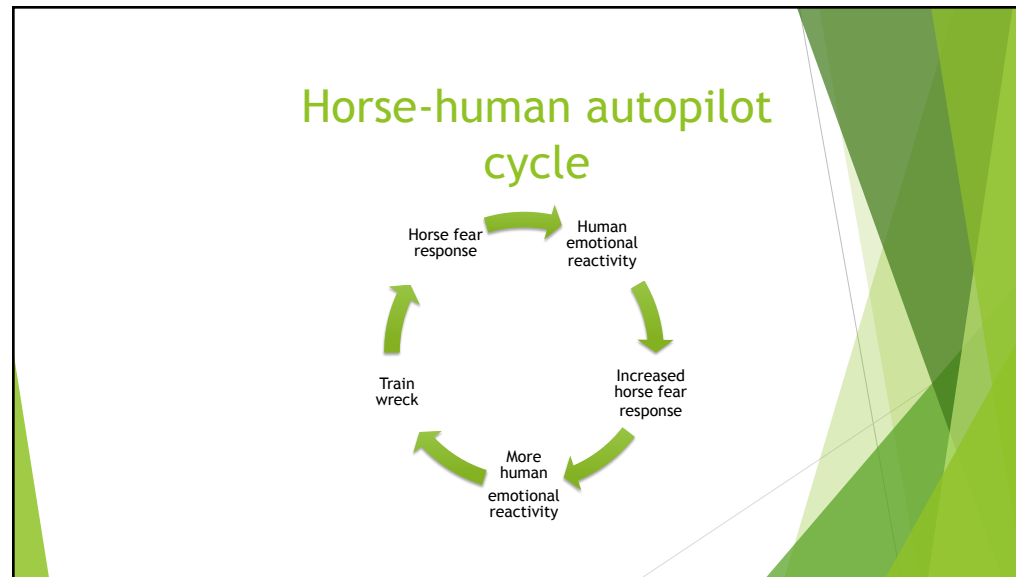 Horse-human autopilot
cycle
Horse fear
response
Human
emotional
reactivity
Increased
horse fear
response
More
human
emotional
reactivity
Train
wreck